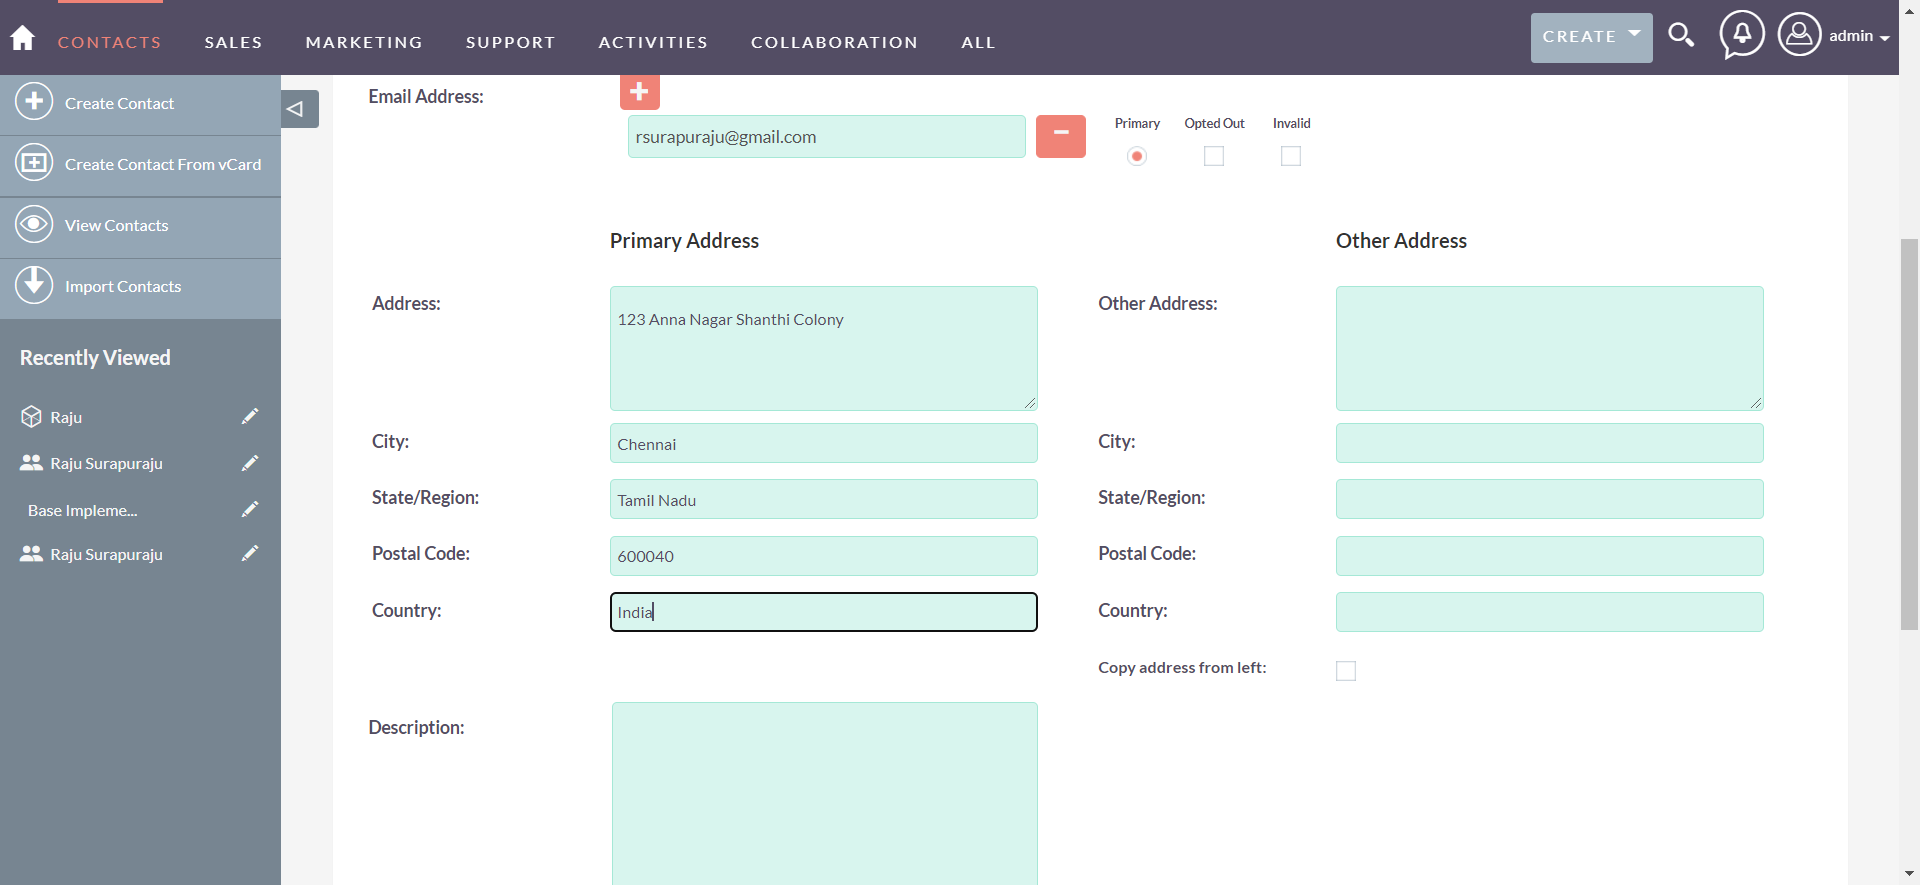 CONTACTS SALES MARKETING SUPPORT ACTIVITIES COLLABORATION ALL CREATE admin
Create Contact
Create Contact From vCard
View Contacts
Import Contacts
Recently Viewed
Raju
Raju Surapuraju
Base Impleme...
Raju Surapuraju
Email Address:
rsurapuraju@gmail.com
Primary Opted Out Invalid
Primary Address
Other Address
Address: 123 Anna Nagar Shanthi Colony
Other Address:
City: Chennai
City:
State/Region: Tamil Nadu
State/Region:
Postal Code: 600040
Postal Code:
Country: India
Country:
Copy address from left:
Description: